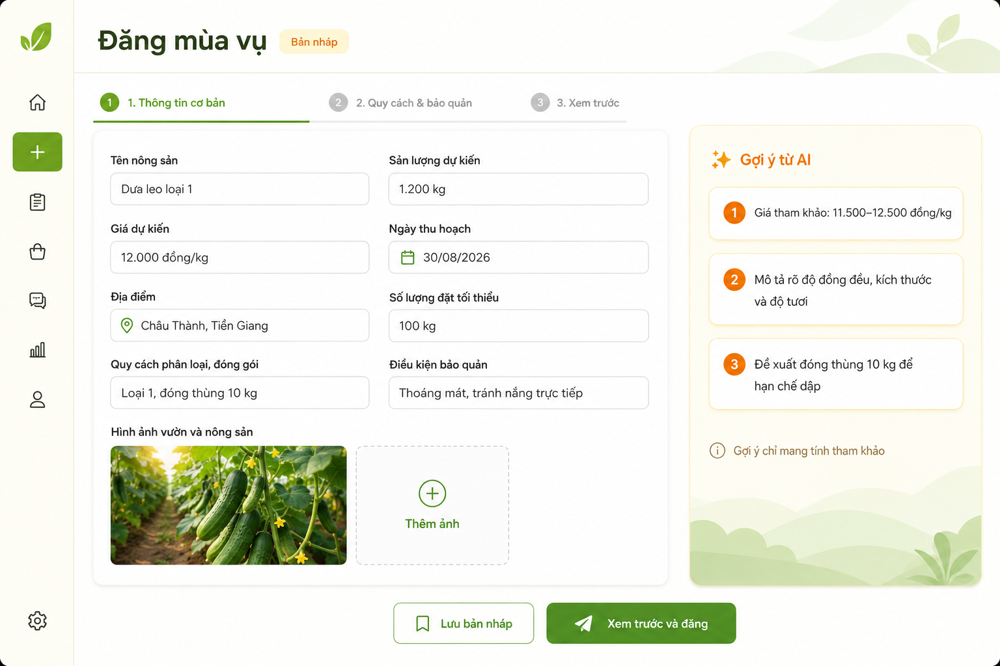 Đăng mùa vụ
Bản nháp
1 1. Thông tin cơ bản
2 2. Quy cách & bảo quản
3 3. Xem trước
Tên nông sản
Dưa leo loại 1
Sản lượng dự kiến
1.200 kg
Giá dự kiến
12.000 đồng/kg
Ngày thu hoạch
30/08/2026
Địa điểm
Châu Thành, Tiền Giang
Số lượng đặt tối thiểu
100 kg
Quy cách phân loại, đóng gói
Loại 1, đóng thùng 10 kg
Điều kiện bảo quản
Thoáng mát, tránh nắng trực tiếp
Hình ảnh vườn và nông sản
Thêm ảnh
Gợi ý từ AI
1 Giá tham khảo: 11.500–12.500 đồng/kg
2 Mô tả rõ độ đồng đều, kích thước
và độ tươi
3 Đề xuất đóng thùng 10 kg để
hạn chế dập
Gợi ý chỉ mang tính tham khảo
Lưu bản nháp
Xem trước và đăng